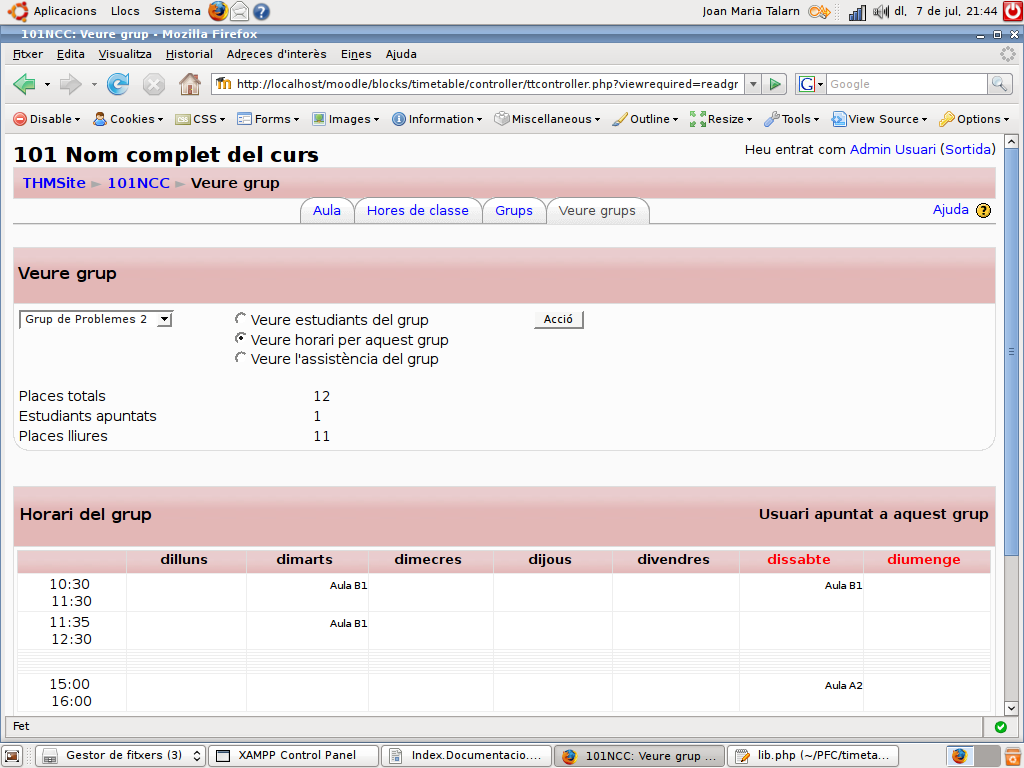 Aplicacions Llocs Sistema Joan Maria Talarn dl, 7 de jul, 21:44
101NCC: Veure grup - Mozilla Firefox
Fitxer Edita Visualitza Historial Adreces d'interès Eines Ajuda
http://localhost/moodle/blocks/timetable/controller/ttcontroller.php?viewrequired=readgr Google
Disable Cookies CSS Forms Images Information Miscellaneous Outline Resize Tools View Source Options
101 Nom complet del curs
Heu entrat com Admin Usuari (Sortida)
THMSite ► 101NCC ► Veure grup
Aula Hores de classe Grups Veure grups Ajuda
Veure grup
Grup de Problemes 2 Veure estudiants del grup Acció
Veure horari per aquest grup
Veure l'assistència del grup
Places totals 12
Estudiants apuntats 1
Places lliures 11
Horari del grup Usuari apuntat a aquest grup
dilluns dimarts dimecres dijous divendres dissabte diumenge
10:30 Aula B1 Aula B1
11:30
11:35 Aula B1
12:30
15:00 Aula A2
16:00
Fet
Gestor de fitxers (3) XAMPP Control Panel Index.Documentacio.... 101NCC: Veure grup ... lib.php (~/PFC/timeta...